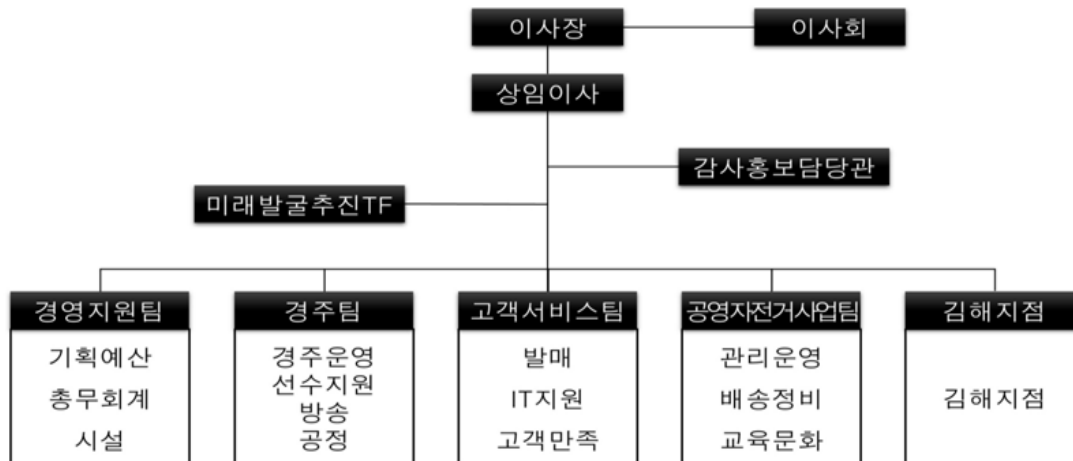 이사장
이사회
상임이사
감사홍보담당관
미래발굴추진TF
경영지원팀
기획예산
총무회계
시설
경주팀
경주운영
선수지원
방송
공정
고객서비스팀
발매
IT지원
고객만족
공영자전거사업팀
관리운영
배송정비
교육문화
김해지점
김해지점